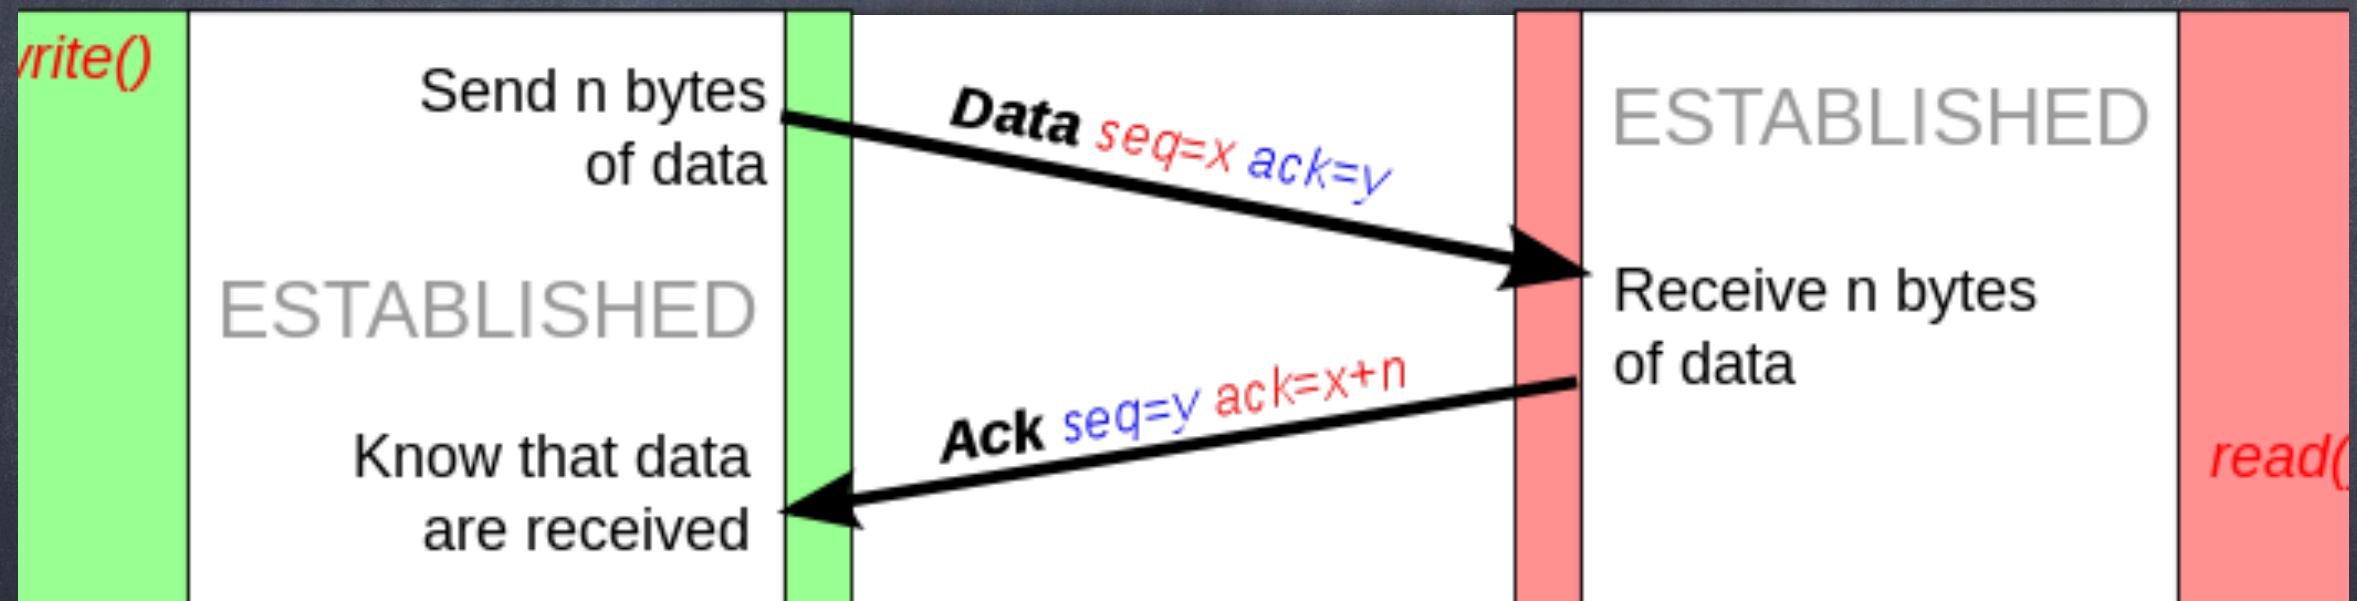 write()
Send n bytes
of data
Data seq=x ack=y
ESTABLISHED
ESTABLISHED
Receive n bytes
of data
Ack seq=y ack=x+n
Know that data
are received
read(